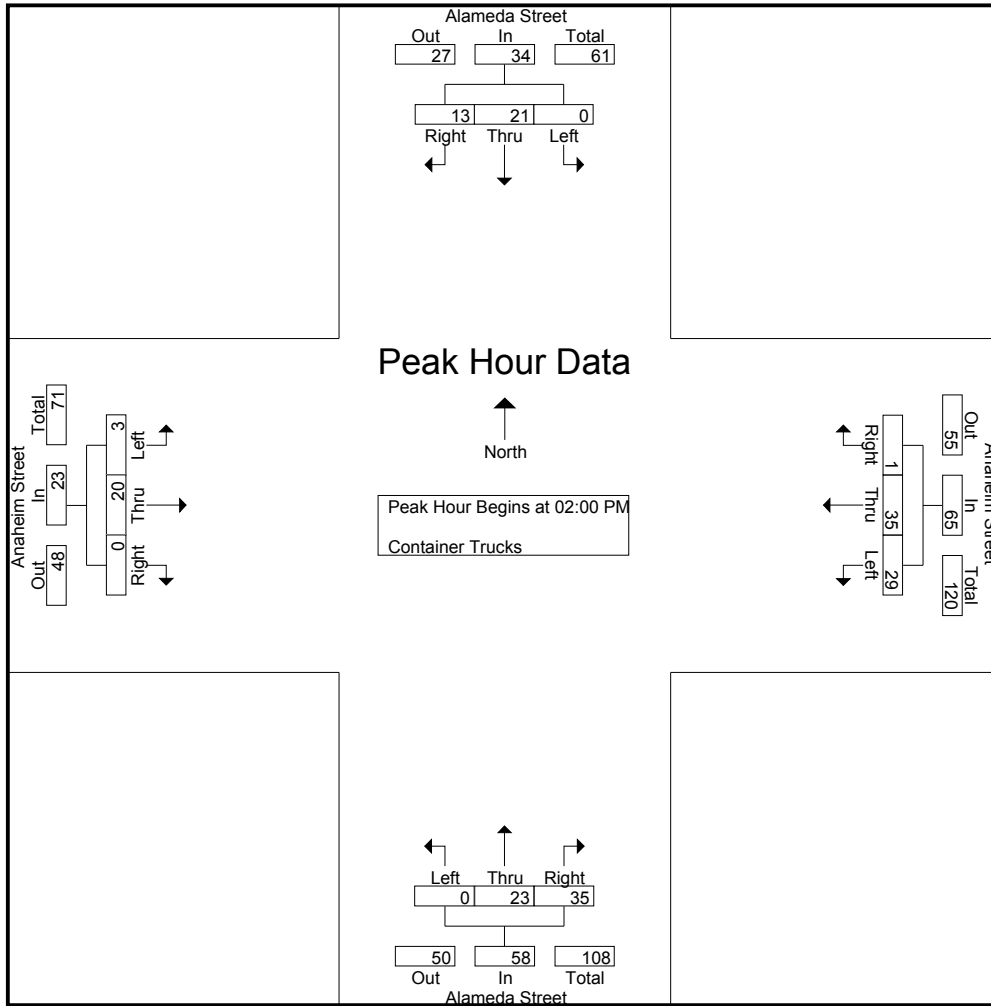 Alameda Street
Out In Total
27 34 61
13 21 0
Right Thru Left
Peak Hour Data
North
Peak Hour Begins at 02:00 PM
Container Trucks
Anaheim Street
Total In Out
71 23 48
3 20 0
Left Thru Right
Anaheim Street
Out In Total
55 65 120
1 35 29
Right Thru Left
Left Thru Right
0 23 35
50 58 108
Out In Total
Alameda Street